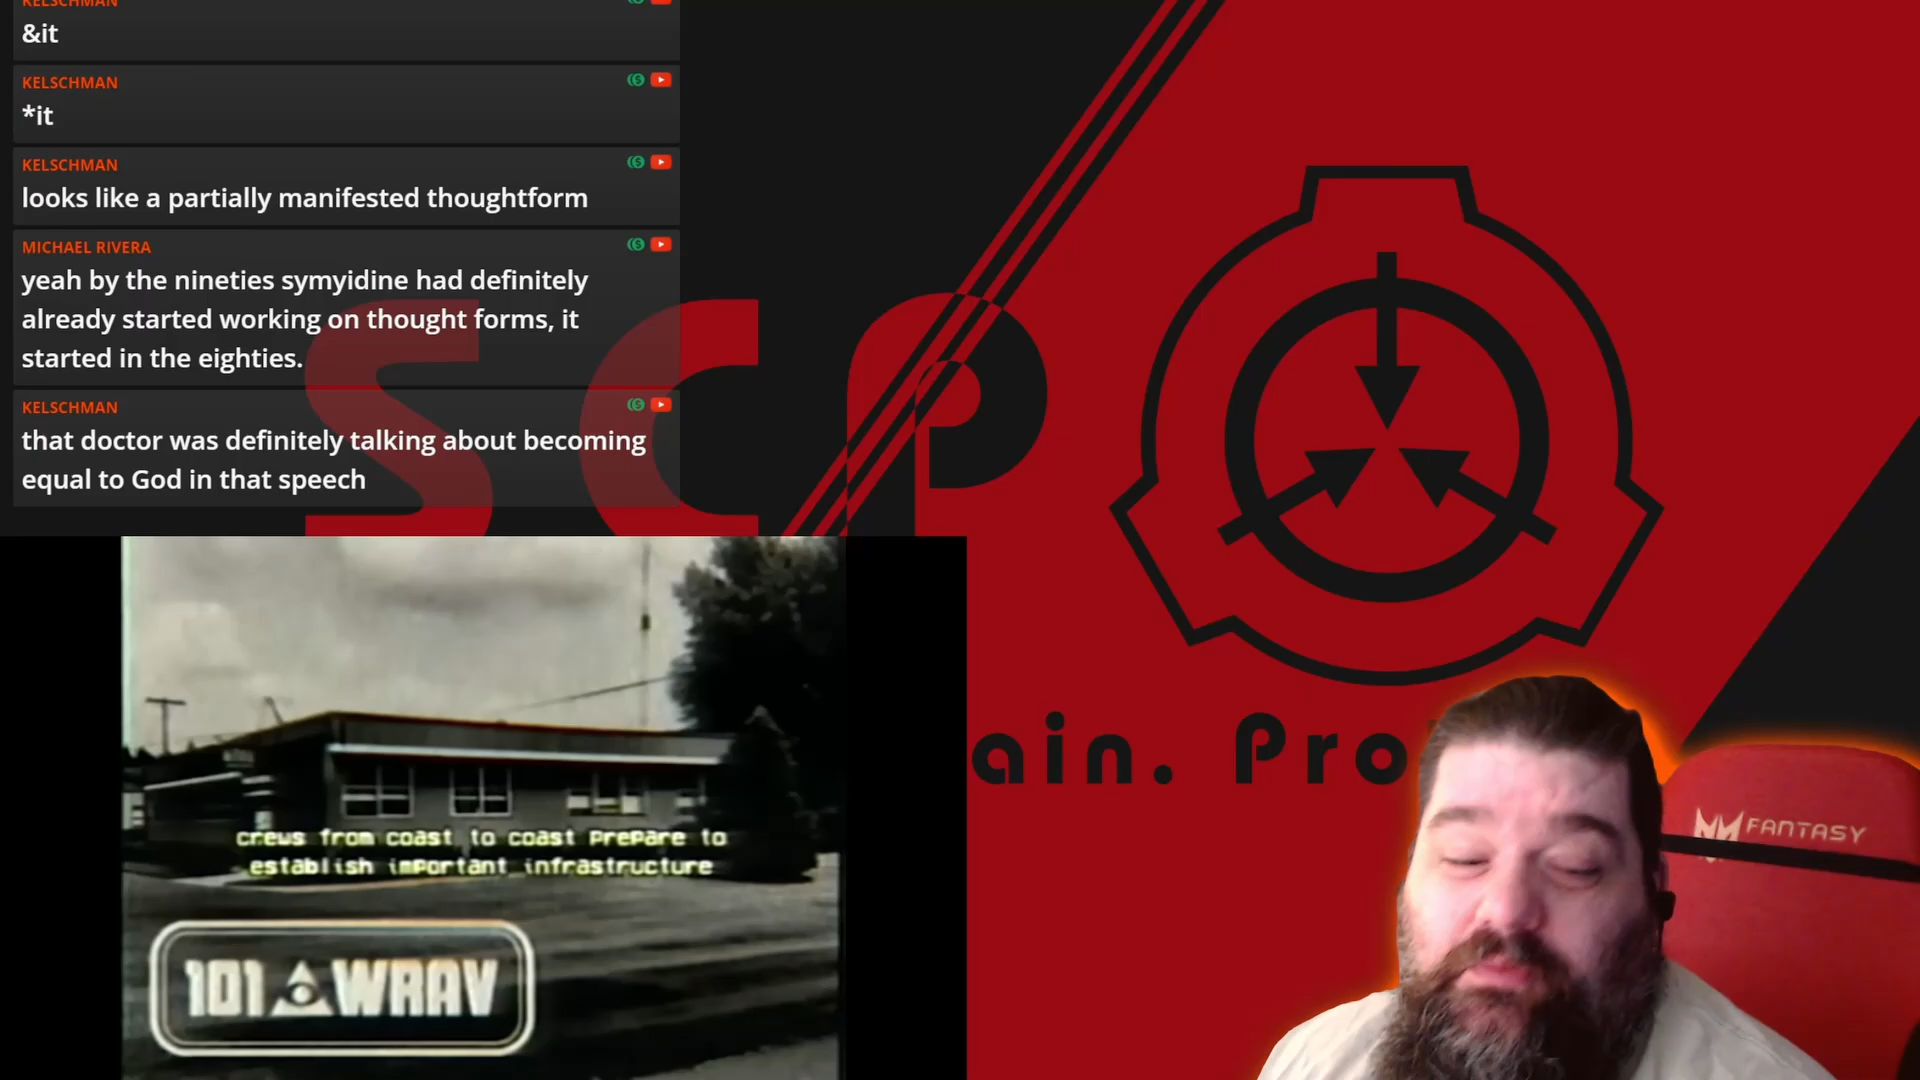 KELSCHMAN
&it
KELSCHMAN
*it
KELSCHMAN
looks like a partially manifested thoughtform
MICHAEL RIVERA
yeah by the nineties symyidine had definitely
already started working on thought forms, it
started in the eighties.
KELSCHMAN
that doctor was definitely talking about becoming
equal to God in that speech
SCP
ain. Pro
crews from coast to coast prepare to
establish important infrastructure
101 WRAV
FANTASY